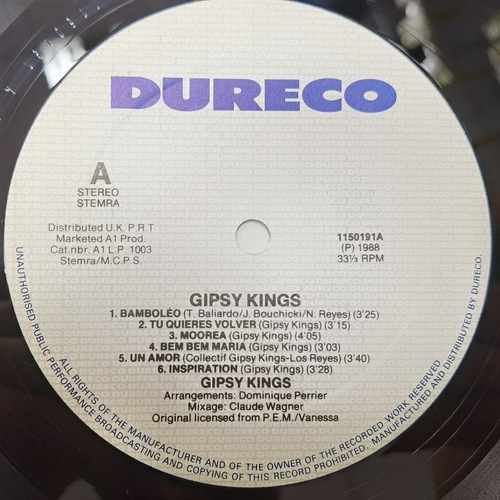 DURECO
A
STEREO
STEMRA
Distributed U.K. P.R.T
Marketed A1 Prod.
Cat.nbr. A1 L.P. 1003
Stemra/M.C.P.S.
1150191A
(P) 1988
33⅓ RPM
GIPSY KINGS
1. BAMBOLÉO (T. Baliardo/J. Bouchicki/N. Reyes) (3'25)
2. TU QUIERES VOLVER (Gipsy Kings) (3'15)
3. MOOREA (Gipsy Kings) (4'05)
4. BEM BEM MARIA (Gipsy Kings) (3'03)
5. UN AMOR (Collectif Gipsy Kings-Los Reyes) (3'40)
6. INSPIRATION (Gipsy Kings) (3'28)
GIPSY KINGS
Arrangements: Dominique Perrier
Mixage: Claude Wagner
Original licensed from P.E.M./Vanessa
UNAUTHORISED PUBLIC PERFORMANCE BROADCASTING AND COPYING OF THIS RECORD PROHIBITED. MANUFACTURED AND DISTRIBUTED BY DURECO.
ALL RIGHTS OF THE MANUFACTURER AND OF THE OWNER OF THE RECORDED WORK RESERVED